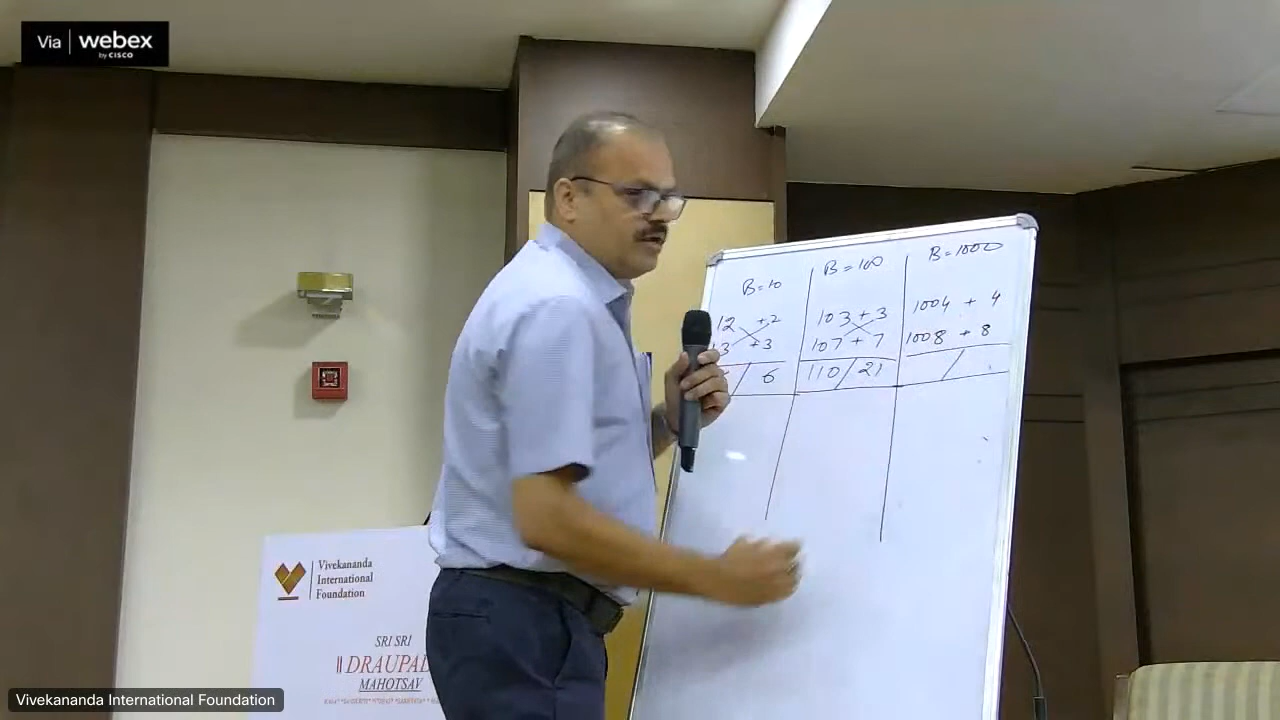 Via webex
by CISCO
B=10
12 +2
3 +3
/ 6
B=100
103 + 3
107 + 7
110/21
B=1000
1004 + 4
1008 + 8
/
Vivekananda
International
Foundation
SRI SRI
DRAUPAD
MAHOTSAV
Vivekananda International Foundation